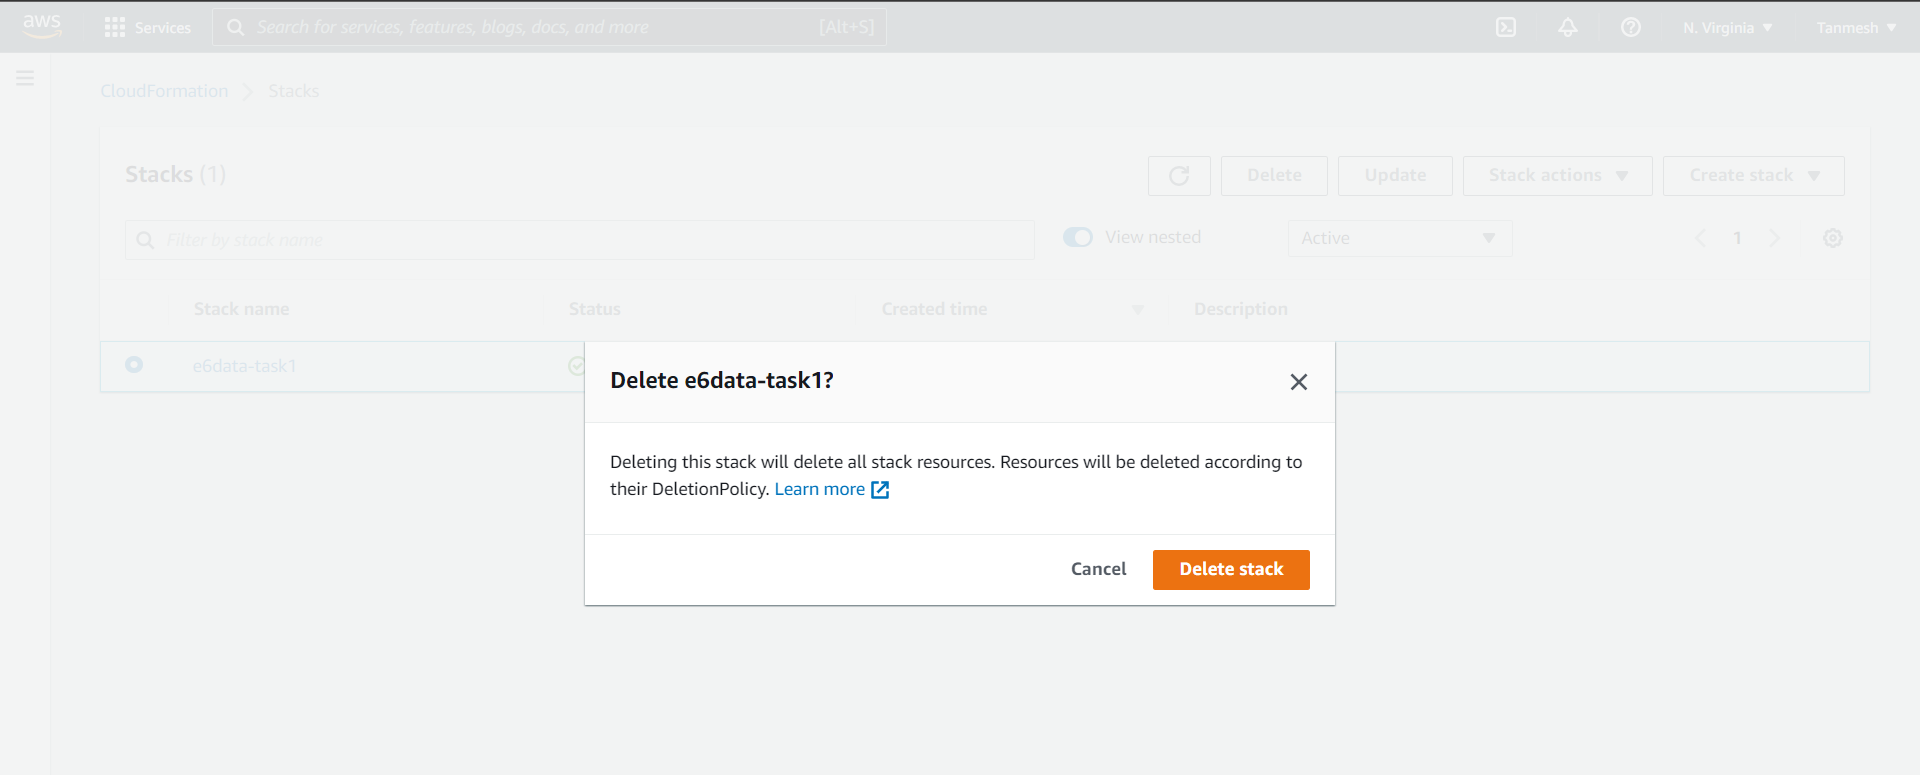 aws
Services
Search for services, features, blogs, docs, and more
[Alt+S]
N. Virginia
Tanmesh
CloudFormation
Stacks
Stacks (1)
Delete
Update
Stack actions
Create stack
Filter by stack name
View nested
Active
1
Stack name
Status
Created time
Description
e6data-task1
Delete e6data-task1?
Deleting this stack will delete all stack resources. Resources will be deleted according to
their DeletionPolicy. Learn more
Cancel
Delete stack